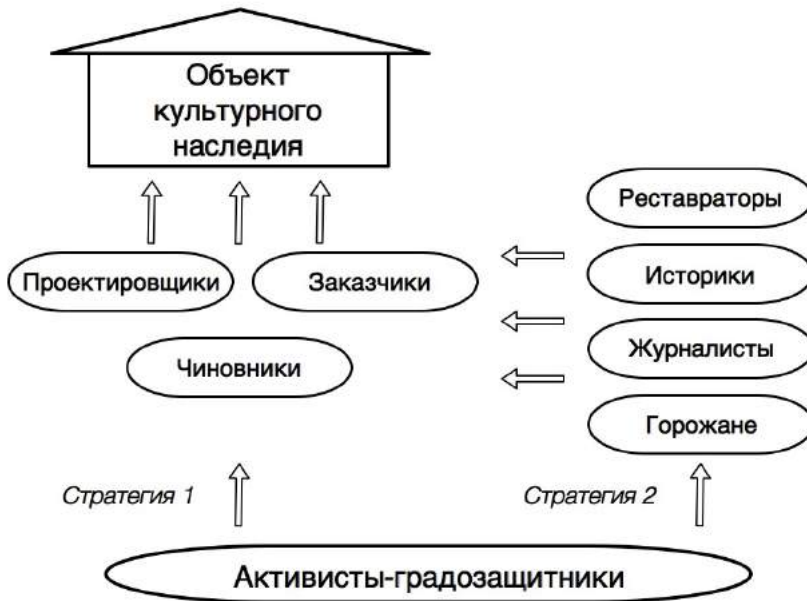 Объект
культурного
наследия
Реставраторы
Проектировщики
Заказчики
Историки
Журналисты
Чиновники
Горожане
Стратегия 1
Стратегия 2
Активисты-градозащитники